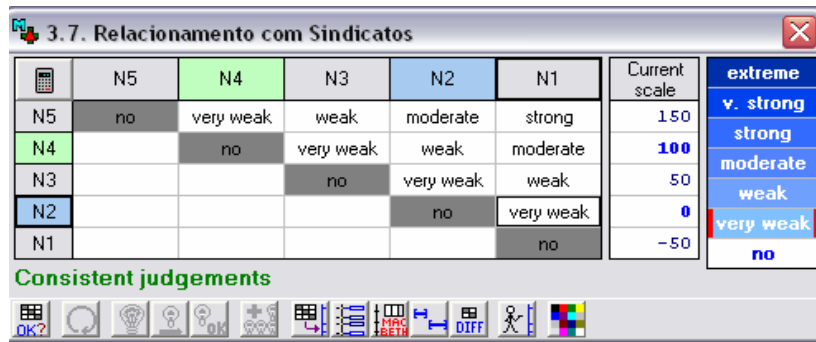 3.7. Relacionamento com Sindicatos
N5 N4 N3 N2 N1 Current scale
N5 no very weak weak moderate strong 150
N4 no very weak weak moderate 100
N3 no very weak weak 50
N2 no very weak 0
N1 no -50
extreme
v. strong
strong
moderate
weak
very weak
no
Consistent judgements
OK? OK MAC BETH DIFF